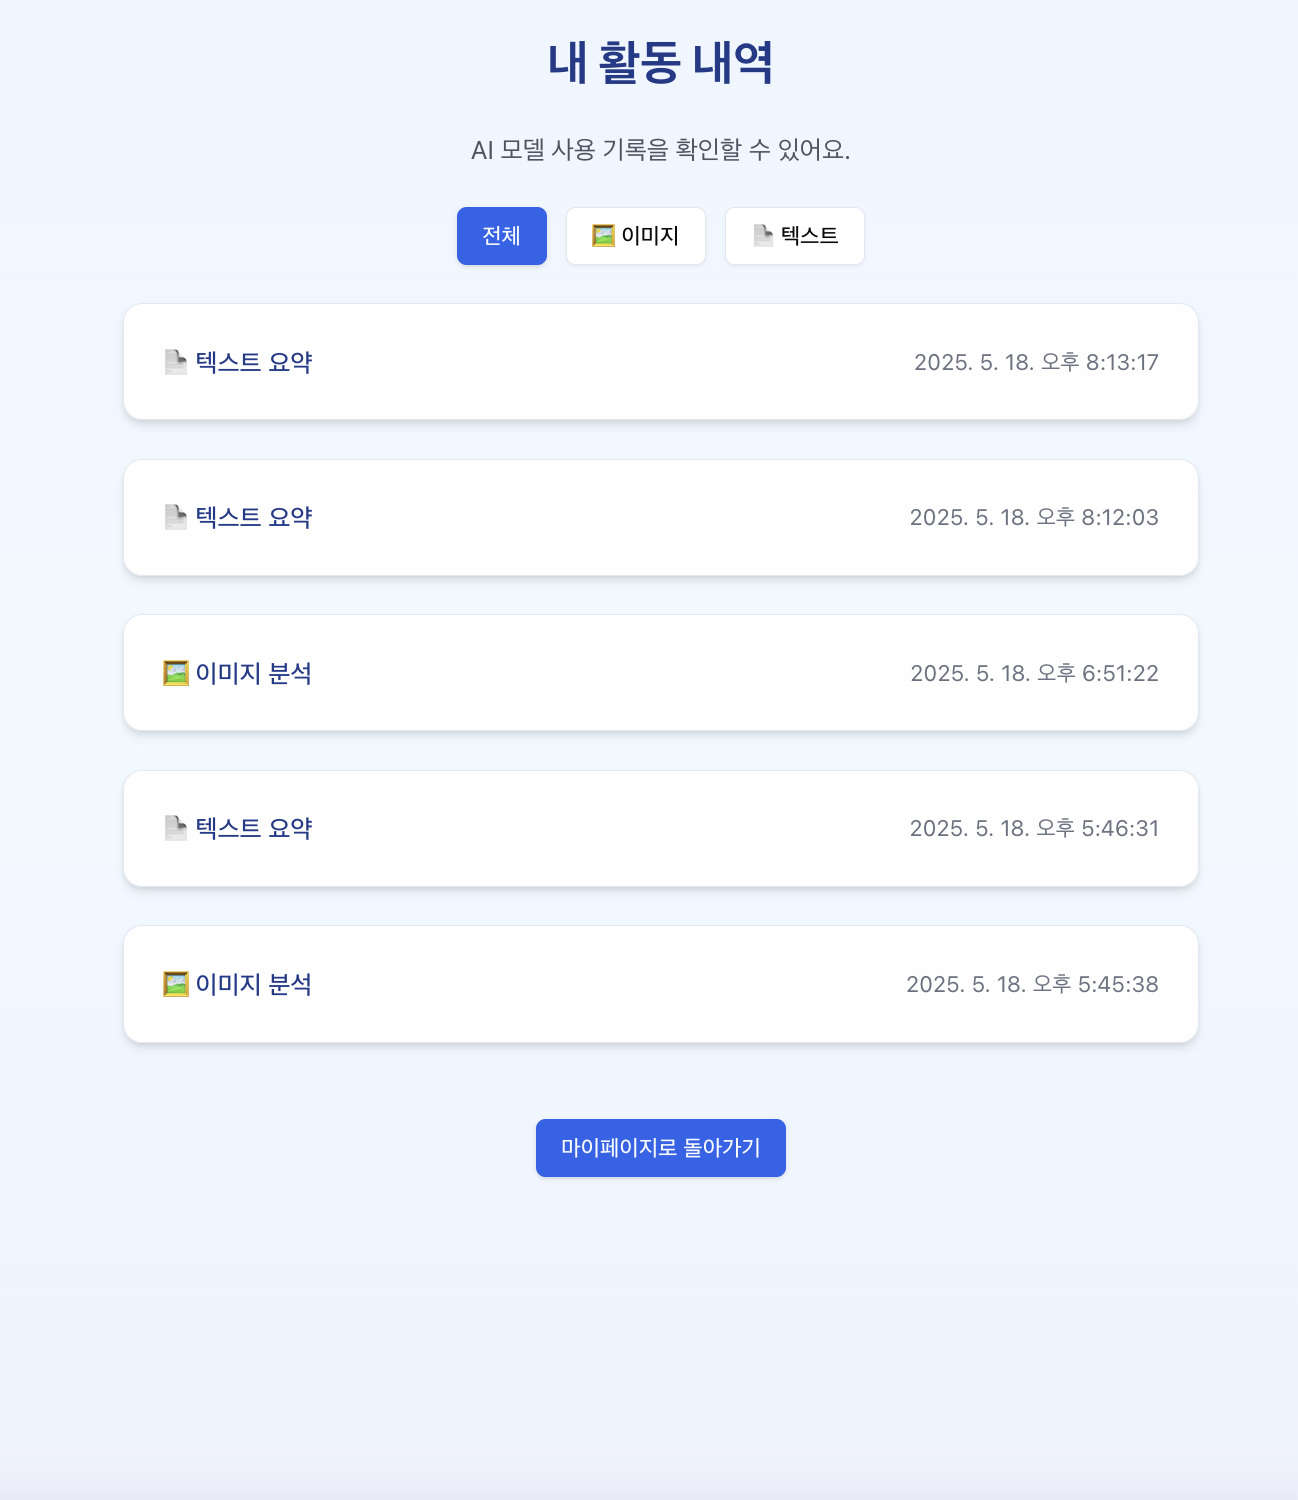 내 활동 내역
AI 모델 사용 기록을 확인할 수 있어요.
전체 이미지 텍스트
텍스트 요약 2025. 5. 18. 오후 8:13:17
텍스트 요약 2025. 5. 18. 오후 8:12:03
이미지 분석 2025. 5. 18. 오후 6:51:22
텍스트 요약 2025. 5. 18. 오후 5:46:31
이미지 분석 2025. 5. 18. 오후 5:45:38
마이페이지로 돌아가기